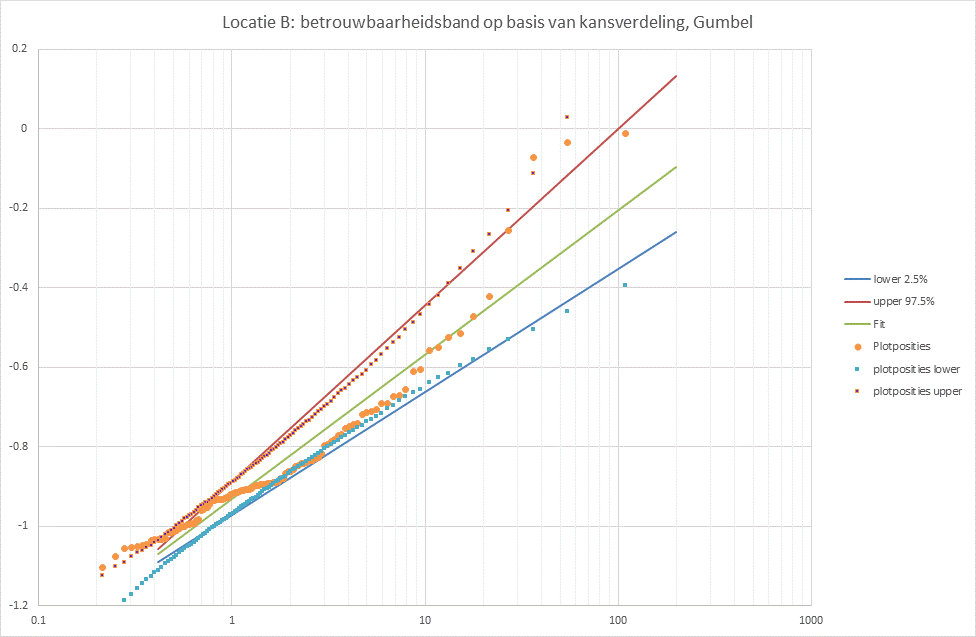 Locatie B: betrouwbaarheidsband op basis van kansverdeling, Gumbel
0.2
0
-0.2
-0.4
-0.6
-0.8
-1
-1.2
0.1 1 10 100 1000
lower 2.5%
upper 97.5%
Fit
Plotposities
plotposities lower
plotposities upper